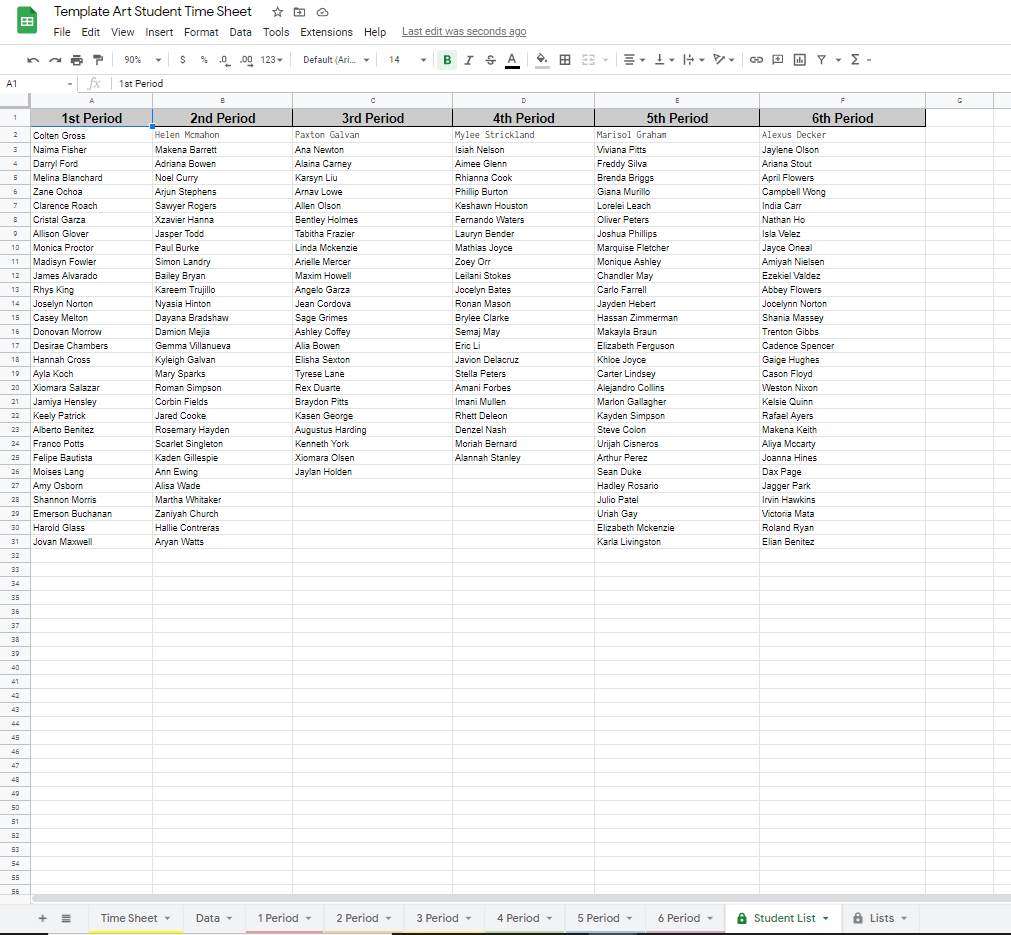 Template Art Student Time Sheet
File Edit View Insert Format Data Tools Extensions Help Last edit was seconds ago
90% $ % .0 .00 123 Default (Ari... 14 B I S A Σ
A1 fx 1st Period
A B C D E F G
1 1st Period 2nd Period 3rd Period 4th Period 5th Period 6th Period
2 Colten Gross Helen Mcmahon Paxton Galvan Mylee Strickland Marisol Graham Alexus Decker
3 Naima Fisher Makena Barrett Ana Newton Isiah Nelson Viviana Pitts Jaylene Olson
4 Darryl Ford Adriana Bowen Alaina Carney Aimee Glenn Freddy Silva Ariana Stout
5 Melina Blanchard Noel Curry Karsyn Liu Rhianna Cook Brenda Briggs April Flowers
6 Zane Ochoa Arjun Stephens Arnav Lowe Phillip Burton Giana Murillo Campbell Wong
7 Clarence Roach Sawyer Rogers Allen Olson Keshawn Houston Lorelei Leach India Carr
8 Cristal Garza Xzavier Hanna Bentley Holmes Fernando Waters Oliver Peters Nathan Ho
9 Allison Glover Jasper Todd Tabitha Frazier Lauryn Bender Joshua Phillips Isla Velez
10 Monica Proctor Paul Burke Linda Mckenzie Mathias Joyce Marquise Fletcher Jayce Oneal
11 Madisyn Fowler Simon Landry Arielle Mercer Zoey Orr Monique Ashley Amiyah Nielsen
12 James Alvarado Bailey Bryan Maxim Howell Leilani Stokes Chandler May Ezekiel Valdez
13 Rhys King Kareem Trujillo Angelo Garza Jocelyn Bates Carlo Farrell Abbey Flowers
14 Joselyn Norton Nyasia Hinton Jean Cordova Ronan Mason Jayden Hebert Jocelynn Norton
15 Casey Melton Dayana Bradshaw Sage Grimes Brylee Clarke Hassan Zimmerman Shania Massey
16 Donovan Morrow Damion Mejia Ashley Coffey Semaj May Makayla Braun Trenton Gibbs
17 Desirae Chambers Gemma Villanueva Alia Bowen Eric Li Elizabeth Ferguson Cadence Spencer
18 Hannah Cross Kyleigh Galvan Elisha Sexton Javion Delacruz Khloe Joyce Gaige Hughes
19 Ayla Koch Mary Sparks Tyrese Lane Stella Peters Carter Lindsey Cason Floyd
20 Xiomara Salazar Roman Simpson Rex Duarte Amani Forbes Alejandro Collins Weston Nixon
21 Jamiya Hensley Corbin Fields Braydon Pitts Imani Mullen Marlon Gallagher Kelsie Quinn
22 Keely Patrick Jared Cooke Kasen George Rhett Deleon Kayden Simpson Rafael Ayers
23 Alberto Benitez Rosemary Hayden Augustus Harding Denzel Nash Steve Colon Makena Keith
24 Franco Potts Scarlet Singleton Kenneth York Moriah Bernard Urijah Cisneros Aliya Mccarty
25 Felipe Bautista Kaden Gillespie Xiomara Olsen Alannah Stanley Arthur Perez Joanna Hines
26 Moises Lang Ann Ewing Jaylan Holden Sean Duke Dax Page
27 Amy Osborn Alisa Wade Hadley Rosario Jagger Park
28 Shannon Morris Martha Whitaker Julio Patel Irvin Hawkins
29 Emerson Buchanan Zaniyah Church Uriah Gay Victoria Mata
30 Harold Glass Hallie Contreras Elizabeth Mckenzie Roland Ryan
31 Jovan Maxwell Aryan Watts Karla Livingston Elian Benitez
32
33
34
35
36
37
38
39
40
41
42
43
44
45
46
47
48
49
50
51
52
53
54
55
56
Time Sheet Data 1 Period 2 Period 3 Period 4 Period 5 Period 6 Period Student List Lists